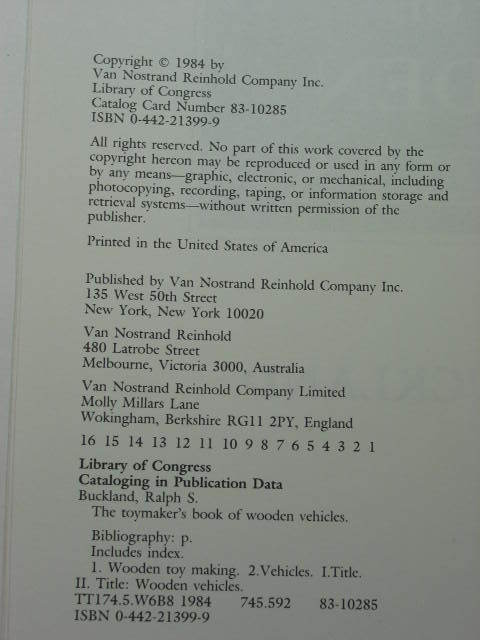 Copyright © 1984 by
Van Nostrand Reinhold Company Inc.
Library of Congress
Catalog Card Number 83-10285
ISBN 0-442-21399-9
All rights reserved. No part of this work covered by the
copyright hereon may be reproduced or used in any form or
by any means—graphic, electronic, or mechanical, including
photocopying, recording, taping, or information storage and
retrieval systems—without written permission of the
publisher.
Printed in the United States of America
Published by Van Nostrand Reinhold Company Inc.
135 West 50th Street
New York, New York 10020
Van Nostrand Reinhold
480 Latrobe Street
Melbourne, Victoria 3000, Australia
Van Nostrand Reinhold Company Limited
Molly Millars Lane
Wokingham, Berkshire RG11 2PY, England
16 15 14 13 12 11 10 9 8 7 6 5 4 3 2 1
Library of Congress
Cataloging in Publication Data
Buckland, Ralph S.
The toymaker's book of wooden vehicles.
Bibliography: p.
Includes index.
1. Wooden toy making. 2.Vehicles. I.Title.
II. Title: Wooden vehicles.
TT174.5.W6B8 1984 745.592 83-10285
ISBN 0-442-21399-9